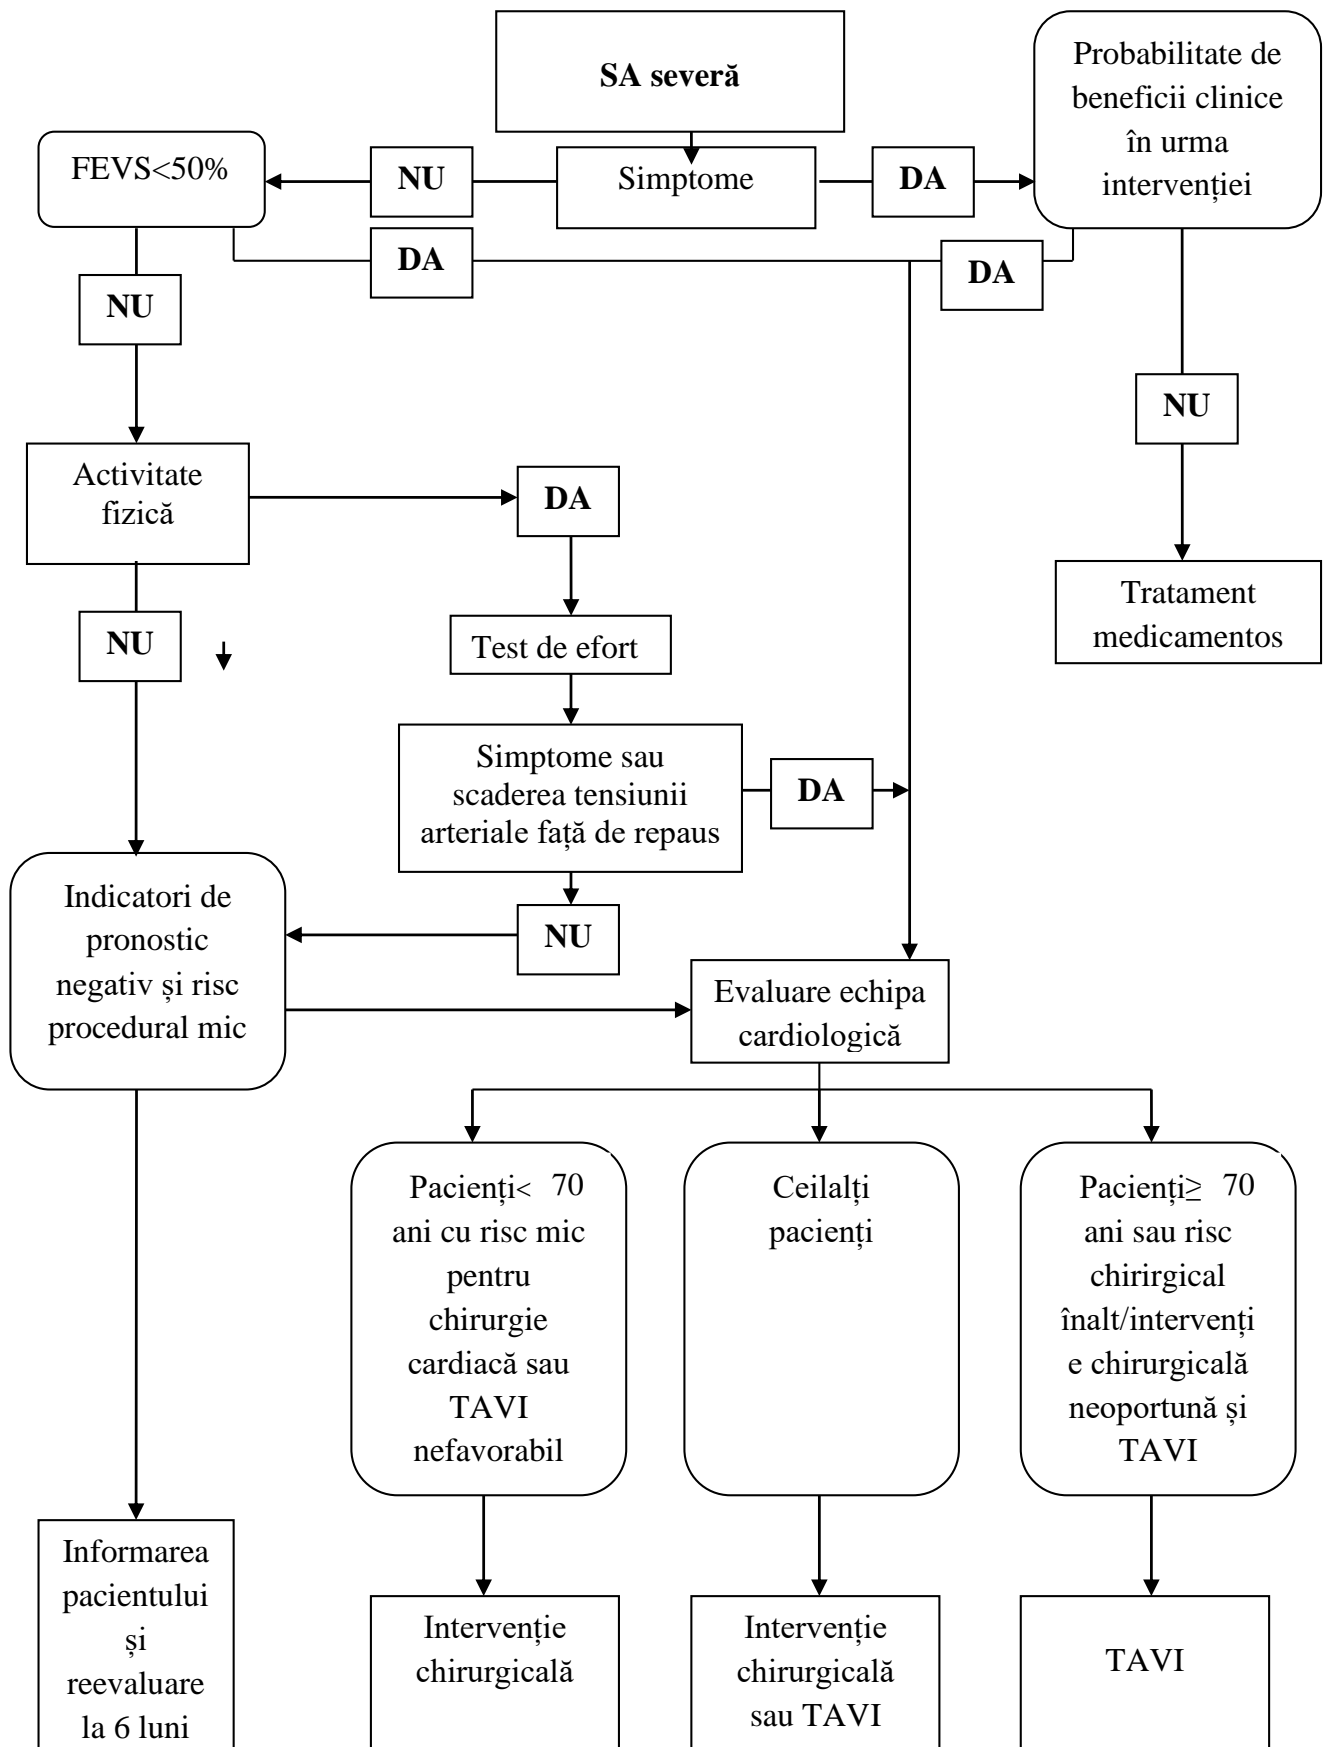 SA severă
Probabilitate de
beneficii clinice
în urma
intervenției
FEVS<50%
NU
Simptome
DA
DA
DA
NU
NU
Activitate
fizică
DA
Tratament
medicamentos
NU
Test de efort
Simptome sau
scaderea tensiunii
arteriale față de repaus
DA
Indicatori de
pronostic
negativ și risc
procedural mic
NU
Evaluare echipa
cardiologică
Pacienți< 70
ani cu risc mic
pentru
chirurgie
cardiacă sau
TAVI
nefavorabil
Ceilalți
pacienți
Pacienți≥ 70
ani sau risc
chirirgical
înalt/intervenți
e chirurgicală
neoportună și
TAVI
Informarea
pacientului
și
reevaluare
la 6 luni
Intervenție
chirurgicală
Intervenție
chirurgicală
sau TAVI
TAVI